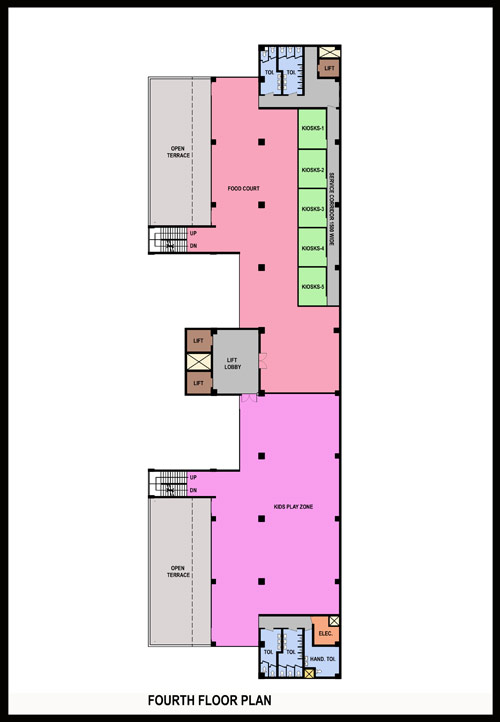 TOI.
TOI.
LIFT
KIOSKS-1
OPEN
TERRACE
KIOSKS-2
FOOD COURT
SERVICE CORRIDOR 1500 WIDE
KIOSKS-3
UP
DN
KIOSKS-4
KIOSKS-5
LIFT
LIFT
LOBBY
LIFT
UP
DN
KIDS PLAY ZONE
OPEN
TERRACE
ELEC.
TOI.
TOI.
HAND. TOI.
FOURTH FLOOR PLAN